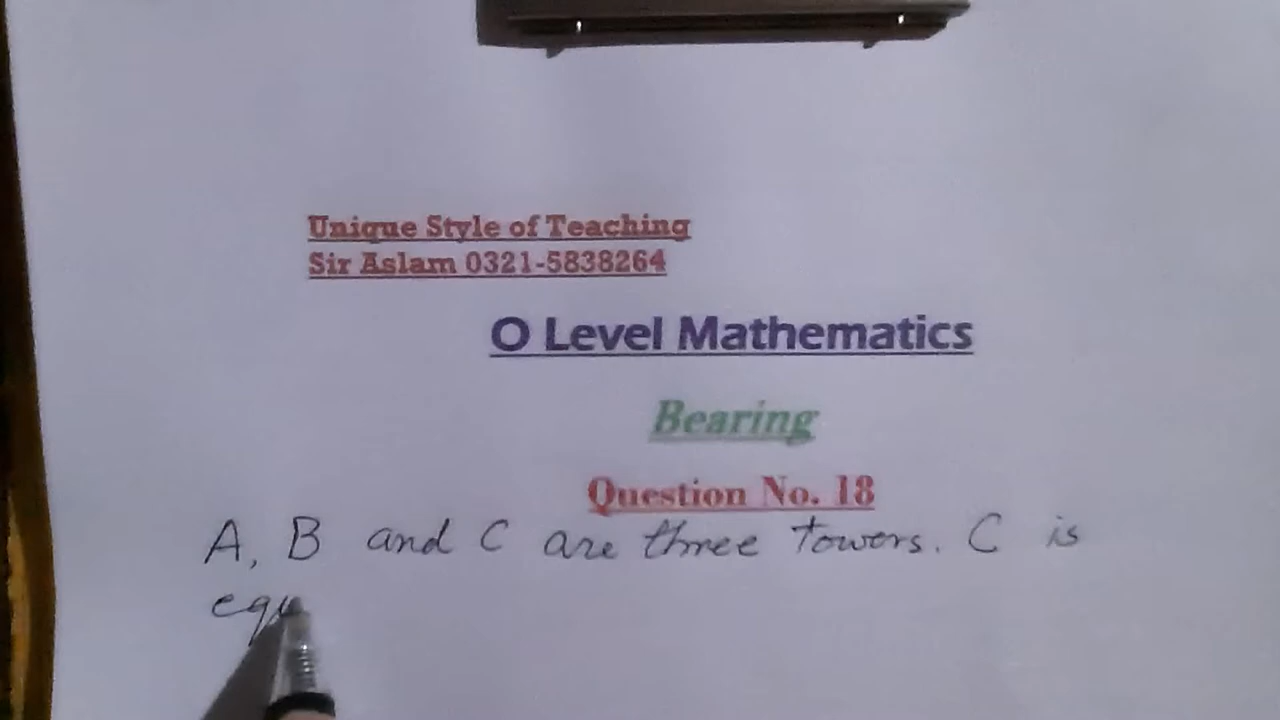 Unique Style of Teaching
Sir Aslam 0321-5838264
O Level Mathematics
Bearing
Question No. 18
A, B and C are three towers. C is
equ